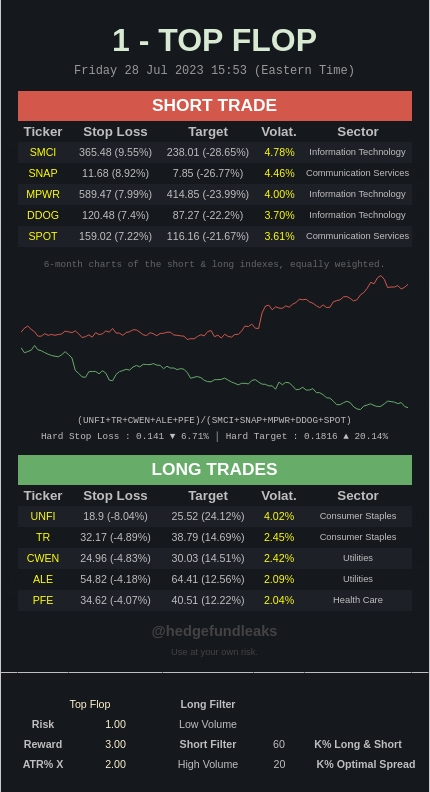 1 - TOP FLOP
Friday 28 Jul 2023 15:53 (Eastern Time)
SHORT TRADE
Ticker Stop Loss Target Volat. Sector
SMCI 365.48 (9.55%) 238.01 (-28.65%) 4.78% Information Technology
SNAP 11.68 (8.92%) 7.85 (-26.77%) 4.46% Communication Services
MPWR 589.47 (7.99%) 414.85 (-23.99%) 4.00% Information Technology
DDOG 120.48 (7.4%) 87.27 (-22.2%) 3.70% Information Technology
SPOT 159.02 (7.22%) 116.16 (-21.67%) 3.61% Communication Services
6-month charts of the short & long indexes, equally weighted.
(UNFI+TR+CWEN+ALE+PFE)/(SMCI+SNAP+MPWR+DDOG+SPOT)
Hard Stop Loss : 0.141 ▼ 6.71% | Hard Target : 0.1816 ▲ 20.14%
LONG TRADES
Ticker Stop Loss Target Volat. Sector
UNFI 18.9 (-8.04%) 25.52 (24.12%) 4.02% Consumer Staples
TR 32.17 (-4.89%) 38.79 (14.69%) 2.45% Consumer Staples
CWEN 24.96 (-4.83%) 30.03 (14.51%) 2.42% Utilities
ALE 54.82 (-4.18%) 64.41 (12.56%) 2.09% Utilities
PFE 34.62 (-4.07%) 40.51 (12.22%) 2.04% Health Care
@hedgefundleaks
Use at your own risk.
Top Flop Long Filter
Risk 1.00 Low Volume
Reward 3.00 Short Filter 60 K% Long & Short
ATR% X 2.00 High Volume 20 K% Optimal Spread